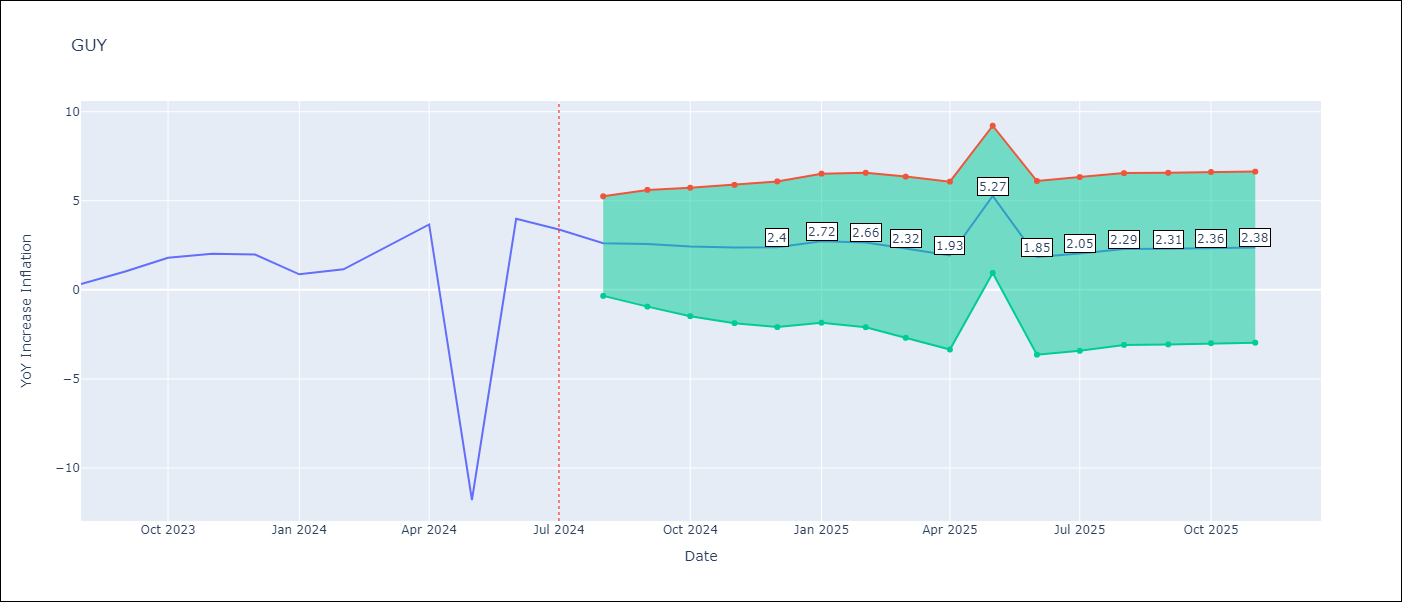 GUY
10
5
0
−5
−10
YoY Increase Inflation
2.4
2.72
2.66
2.32
1.93
5.27
1.85
2.05
2.29
2.31
2.36
2.38
Oct 2023
Jan 2024
Apr 2024
Jul 2024
Oct 2024
Jan 2025
Apr 2025
Jul 2025
Oct 2025
Date